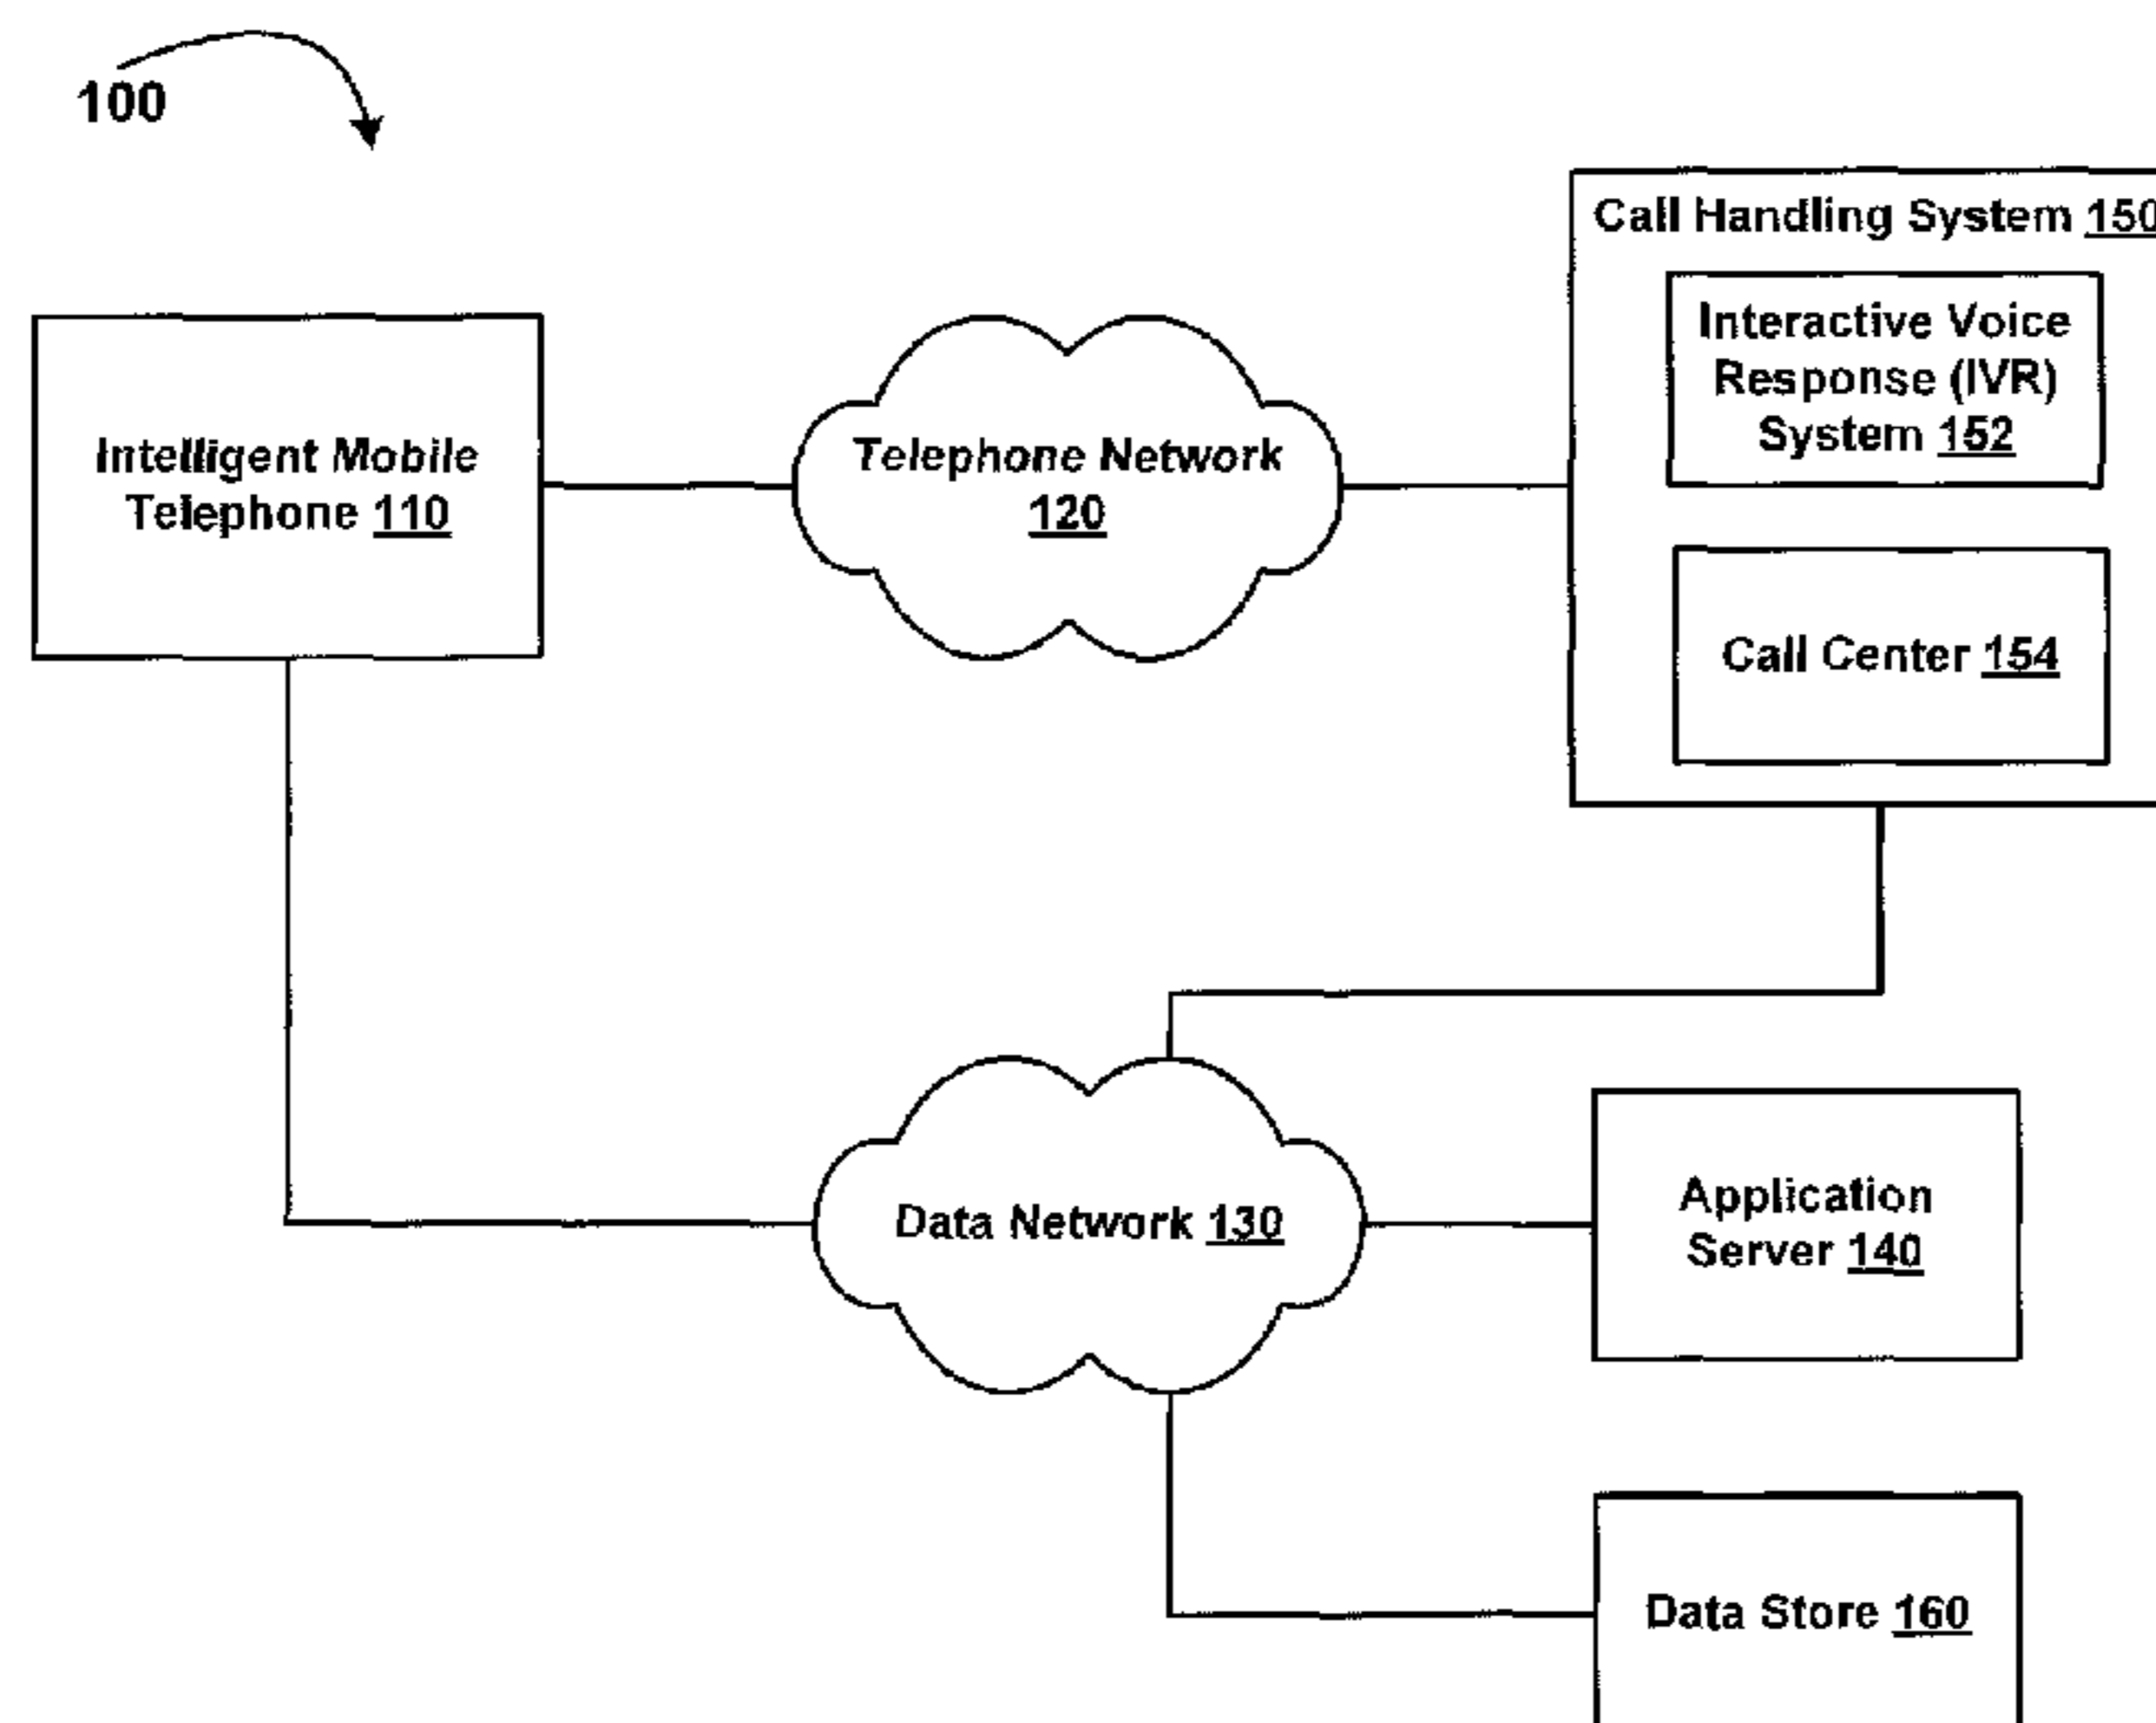 100
Call Handling System 150
Interactive Voice
Response (IVR)
System 152
Intelligent Mobile
Telephone 110
Telephone Network
120
Call Center 154
Data Network 130
Application
Server 140
Data Store 160